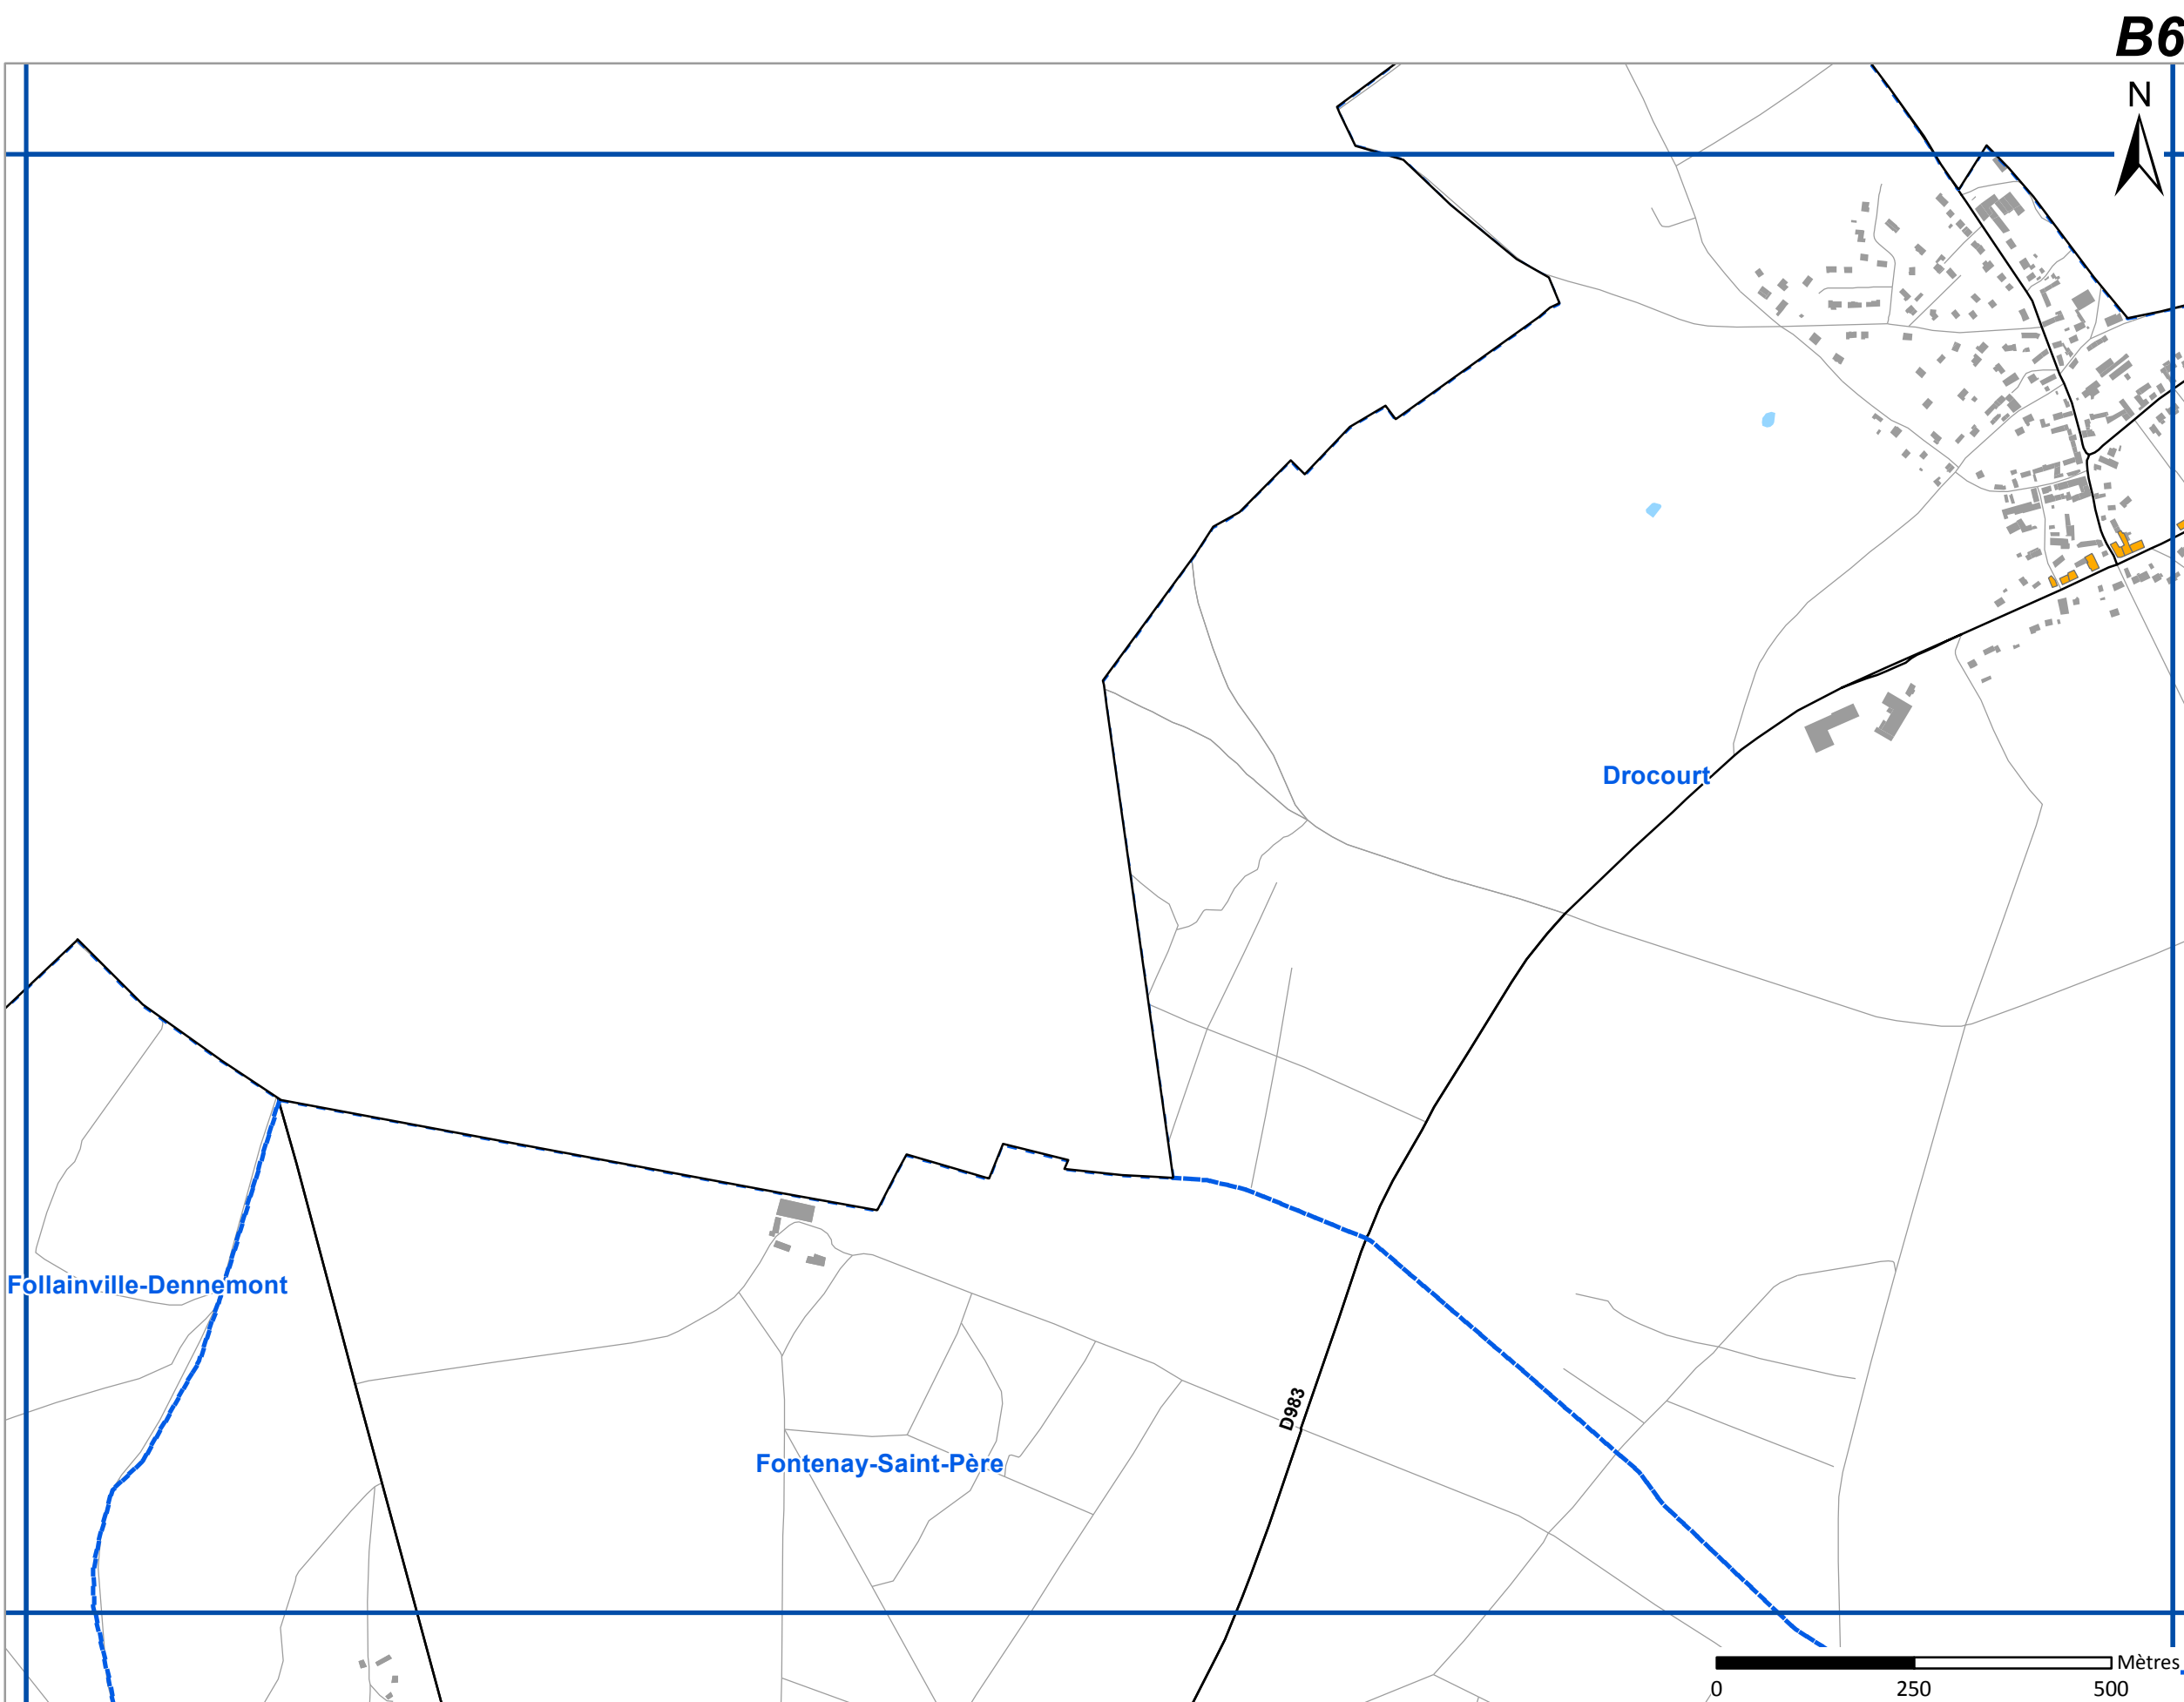 B6
N
Drocourt
Follainville-Dennemont
D983
Fontenay-Saint-Père
Mètres
0 250 500